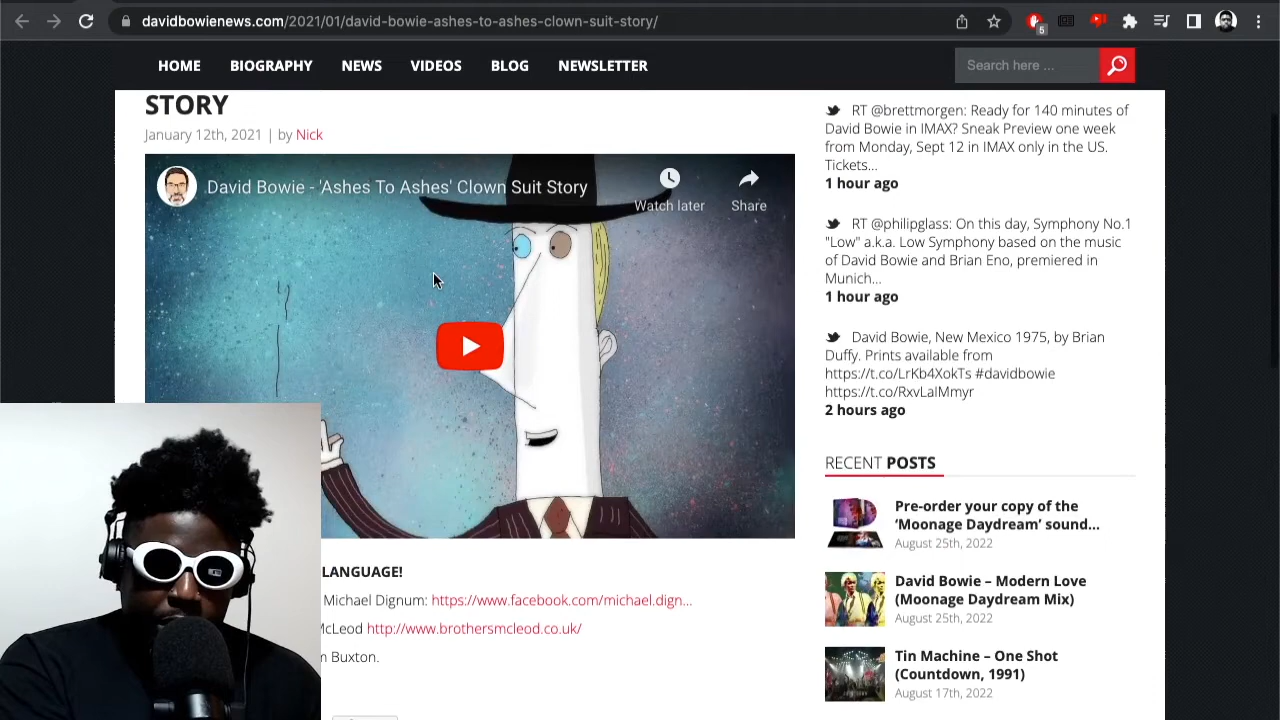 davidbowienews.com/2021/01/david-bowie-ashes-to-ashes-clown-suit-story/
5
HOME BIOGRAPHY NEWS VIDEOS BLOG NEWSLETTER
Search here ...
STORY
January 12th, 2021 | by Nick
David Bowie - 'Ashes To Ashes' Clown Suit Story
Watch later
Share
LANGUAGE!
Michael Dignum: https://www.facebook.com/michael.dign...
McLeod http://www.brothersmcleod.co.uk/
n Buxton.
RT @brettmorgen: Ready for 140 minutes of
David Bowie in IMAX? Sneak Preview one week
from Monday, Sept 12 in IMAX only in the US.
Tickets...
1 hour ago
RT @philipglass: On this day, Symphony No.1
"Low" a.k.a. Low Symphony based on the music
of David Bowie and Brian Eno, premiered in
Munich...
1 hour ago
David Bowie, New Mexico 1975, by Brian
Duffy. Prints available from
https://t.co/LrKb4XokTs #davidbowie
https://t.co/RxvLaIMmyr
2 hours ago
RECENT POSTS
Pre-order your copy of the
‘Moonage Daydream’ sound...
August 25th, 2022
David Bowie – Modern Love
(Moonage Daydream Mix)
August 25th, 2022
Tin Machine – One Shot
(Countdown, 1991)
August 17th, 2022